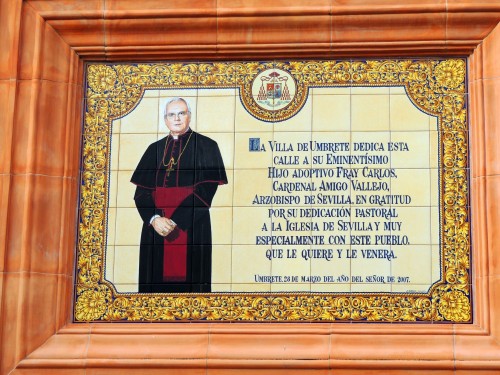 La Villa de Umbrete dedica esta
calle a su Eminentísimo
Hijo adoptivo Fray Carlos,
Cardenal Amigo Vallejo,
Arzobispo de Sevilla, en gratitud
por su dedicación pastoral
a la Iglesia de Sevilla y muy
especialmente con este pueblo,
que le quiere y le venera.
Umbrete, 28 de marzo del año del Señor de 2007.